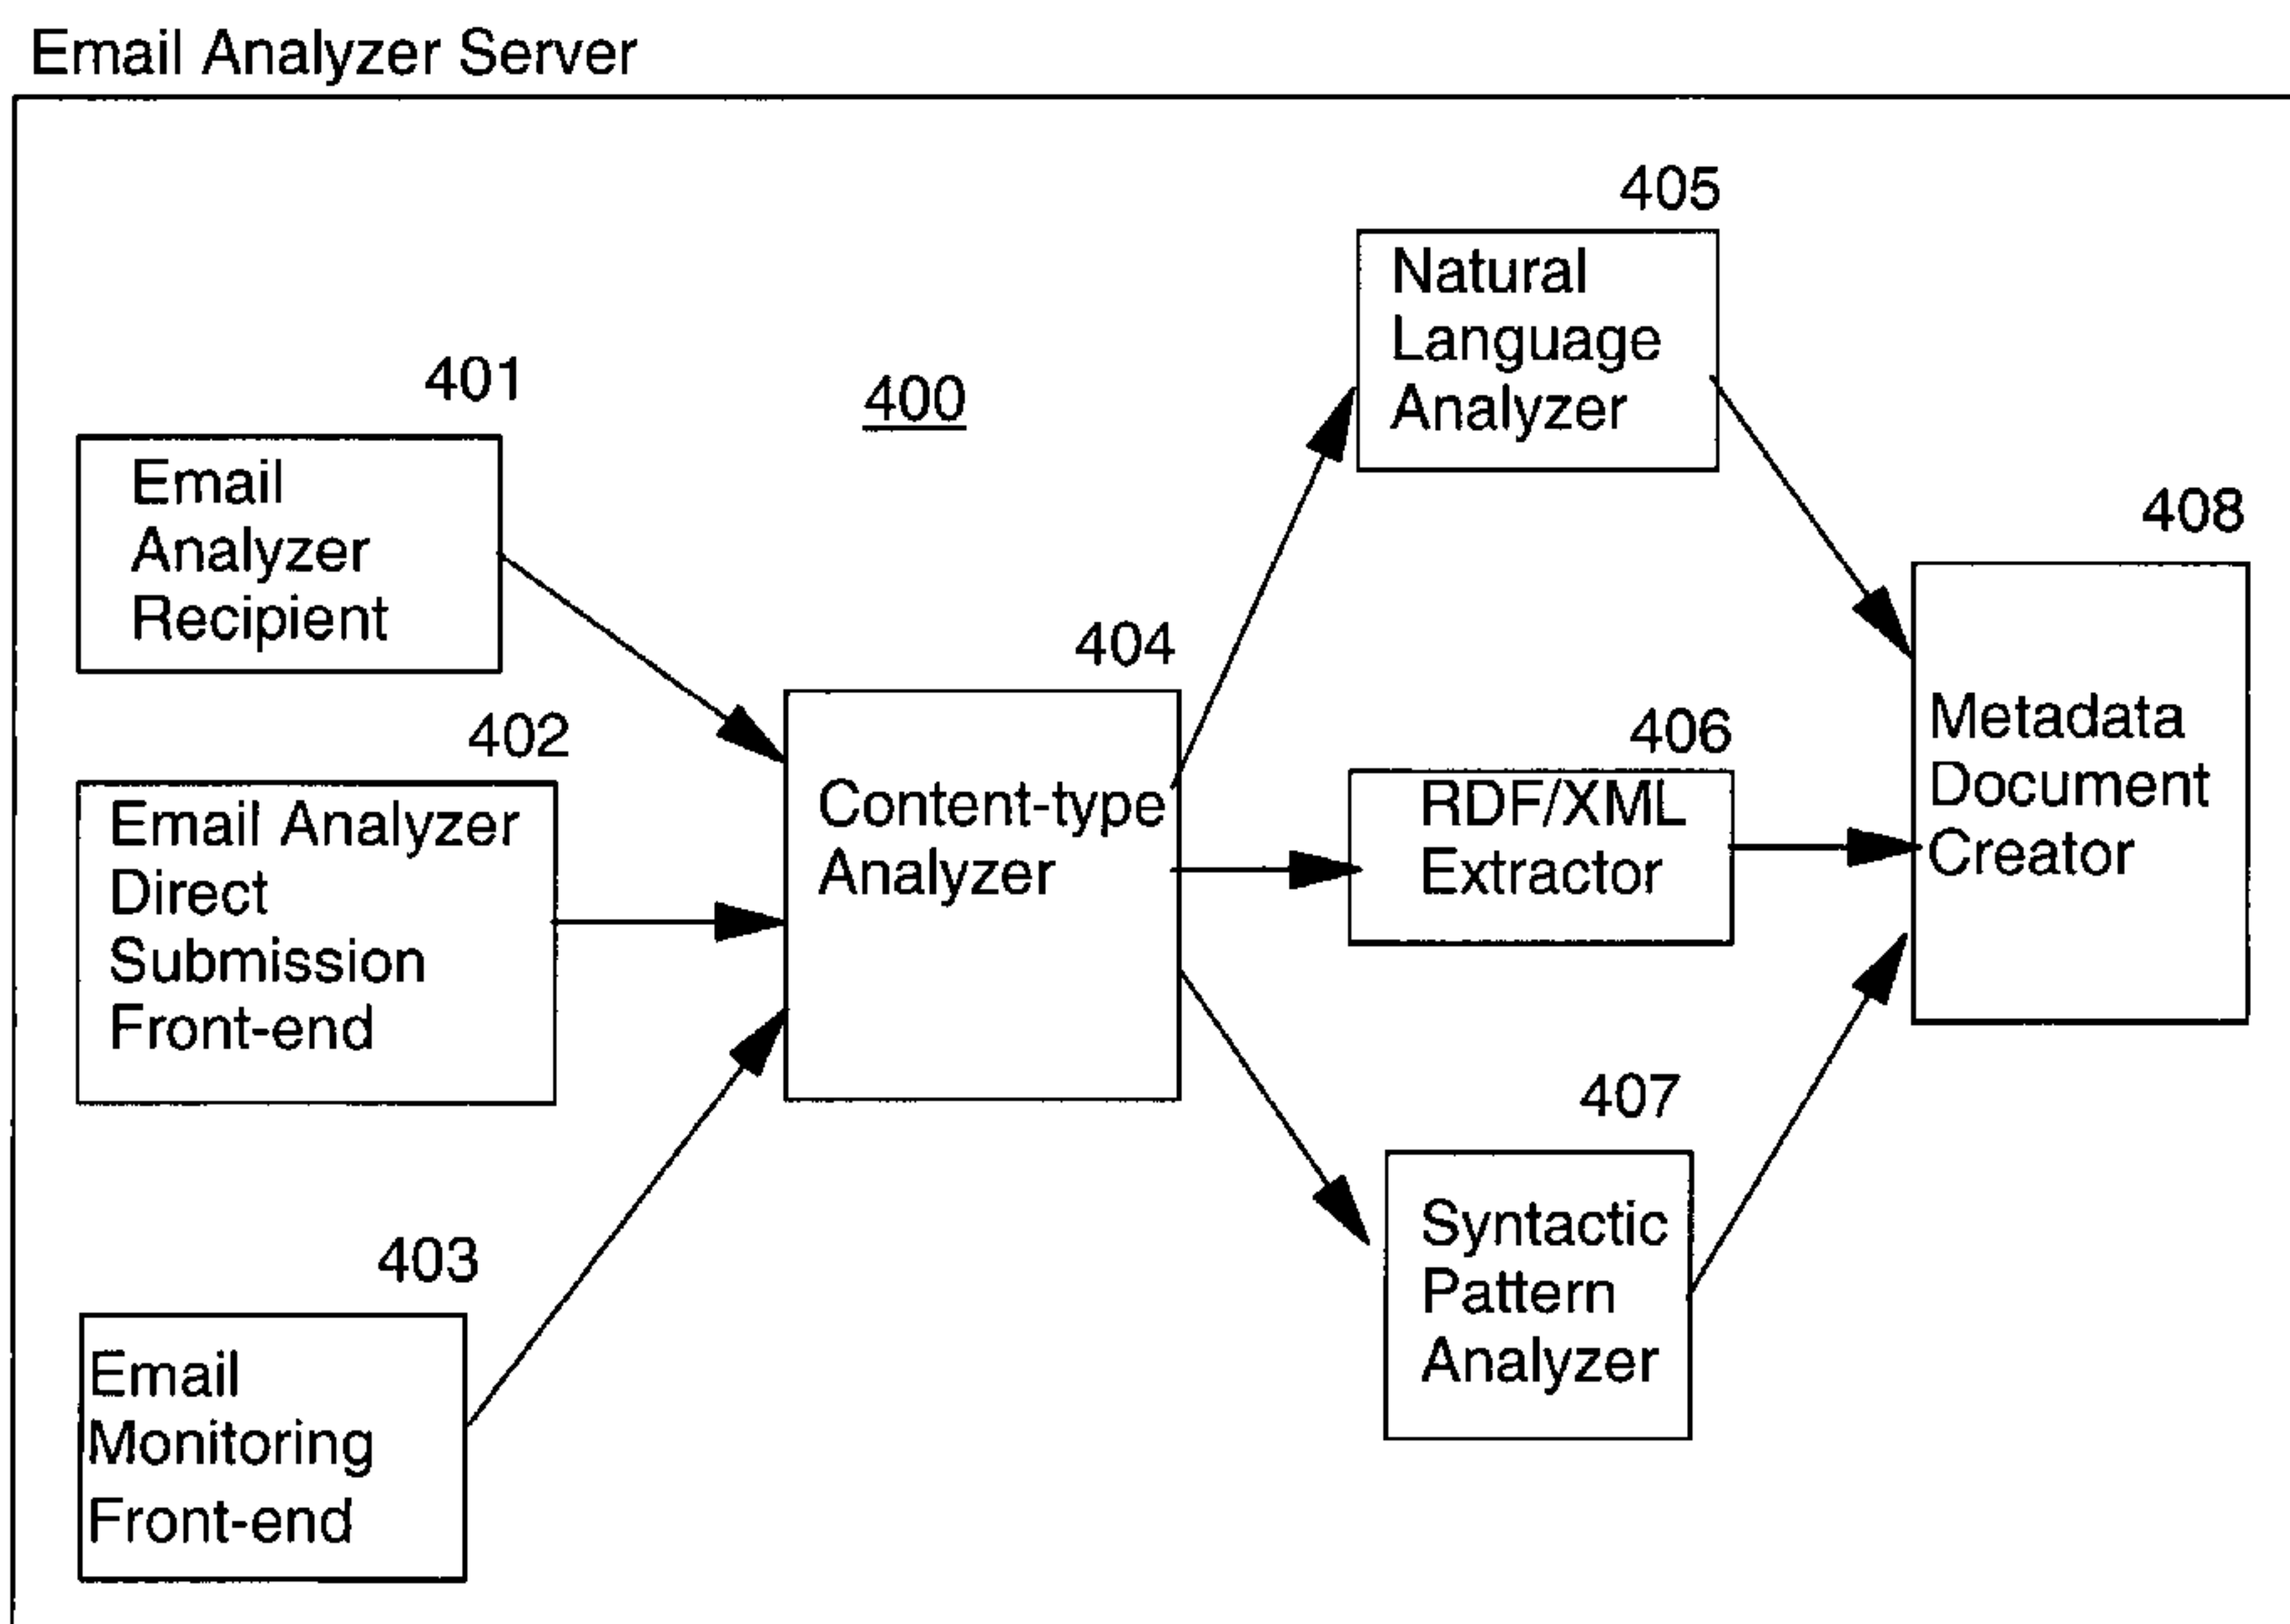 Email Analyzer Server
401
Email
Analyzer
Recipient
402
Email Analyzer
Direct
Submission
Front-end
403
Email
Monitoring
Front-end
400
404
Content-type
Analyzer
405
Natural
Language
Analyzer
406
RDF/XML
Extractor
407
Syntactic
Pattern
Analyzer
408
Metadata
Document
Creator